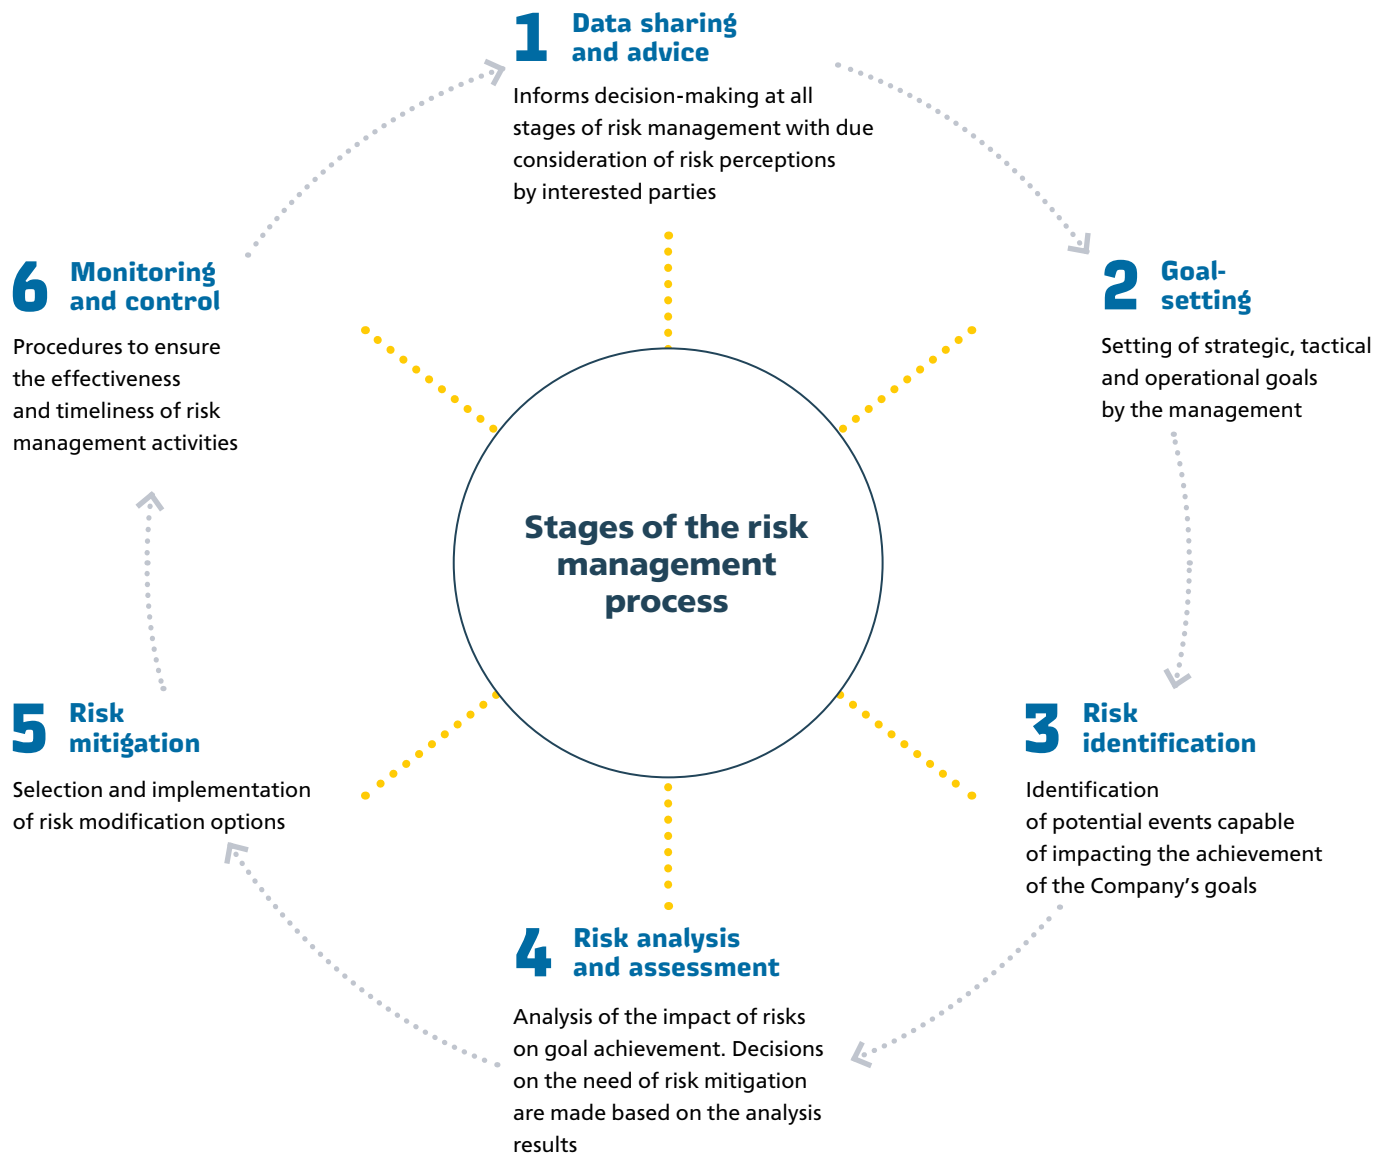 1 Data sharing
and advice
Informs decision-making at all
stages of risk management with due
consideration of risk perceptions
by interested parties
2 Goal-
setting
Setting of strategic, tactical
and operational goals
by the management
3 Risk
identification
Identification
of potential events capable
of impacting the achievement
of the Company’s goals
4 Risk analysis
and assessment
Analysis of the impact of risks
on goal achievement. Decisions
on the need of risk mitigation
are made based on the analysis
results
5 Risk
mitigation
Selection and implementation
of risk modification options
6 Monitoring
and control
Procedures to ensure
the effectiveness
and timeliness of risk
management activities
Stages of the risk
management
process